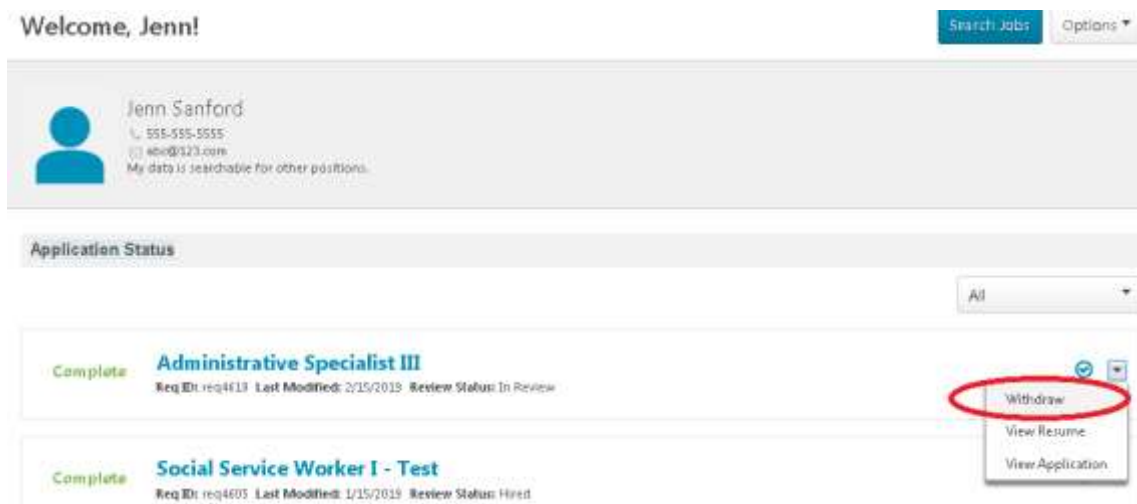 Welcome, Jenn!
Search Jobs
Options
Jenn Sanford
555-555-5555
abc@123.com
My data is searchable for other positions.
Application Status
All
Complete
Administrative Specialist III
Req ID: req4613 Last Modified: 2/15/2019 Review Status: In Review
Withdraw
View Resume
View Application
Complete
Social Service Worker I - Test
Req ID: req4605 Last Modified: 1/15/2019 Review Status: Hired